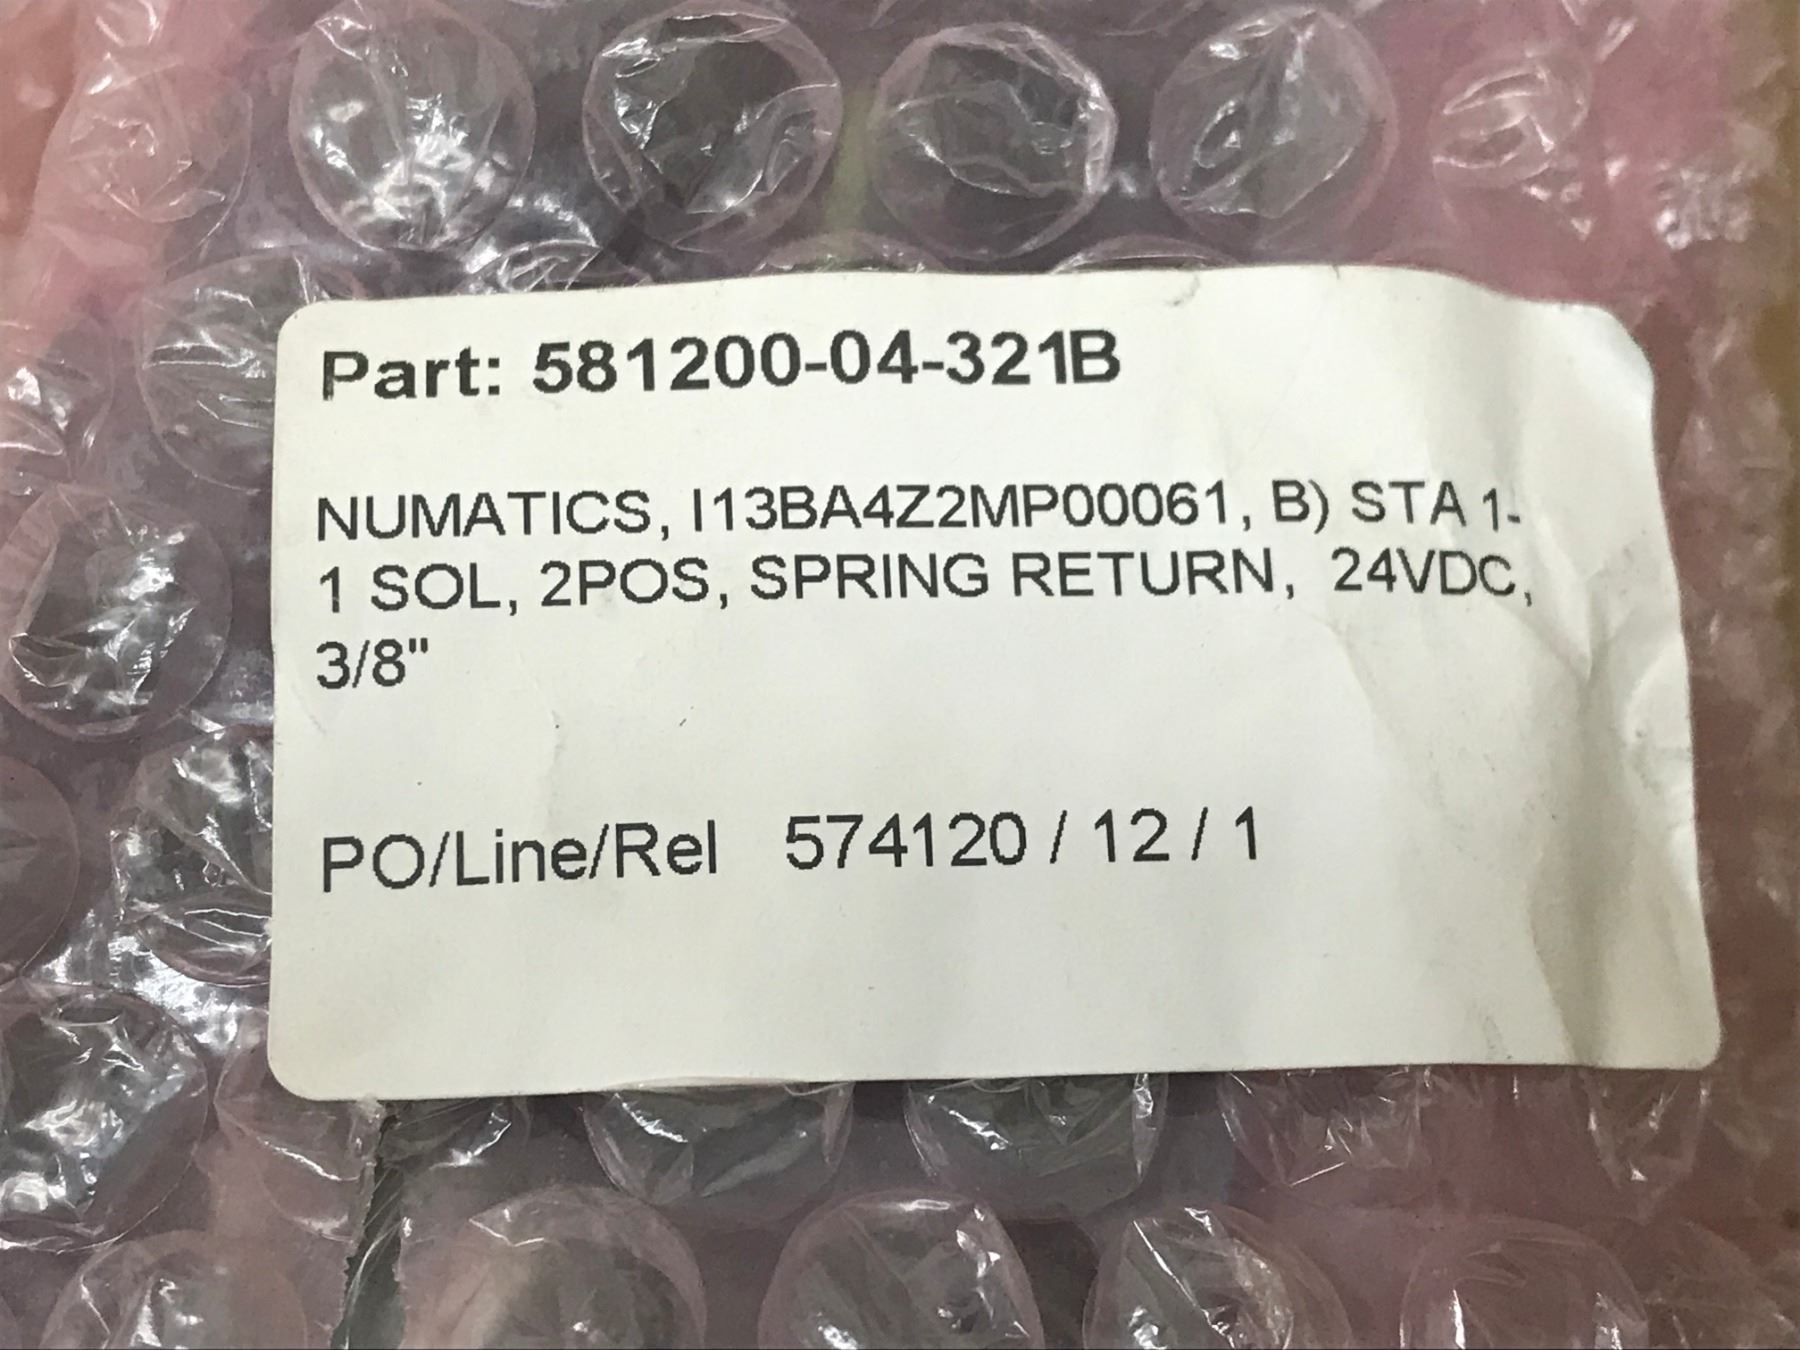 Part: 581200-04-321B
NUMATICS, I13BA4Z2MP00061, B) STA 1-
1 SOL, 2POS, SPRING RETURN, 24VDC,
3/8"
PO/Line/Rel 574120 / 12 / 1